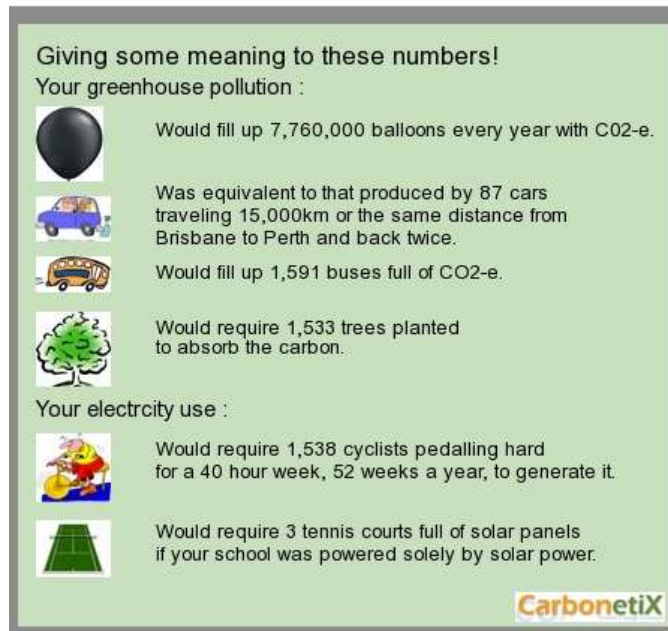 Giving some meaning to these numbers!
Your greenhouse pollution :
Would fill up 7,760,000 balloons every year with C02-e.
Was equivalent to that produced by 87 cars
traveling 15,000km or the same distance from
Brisbane to Perth and back twice.
Would fill up 1,591 buses full of CO2-e.
Would require 1,533 trees planted
to absorb the carbon.
Your electrcity use :
Would require 1,538 cyclists pedalling hard
for a 40 hour week, 52 weeks a year, to generate it.
Would require 3 tennis courts full of solar panels
if your school was powered solely by solar power.
CarbonetiX